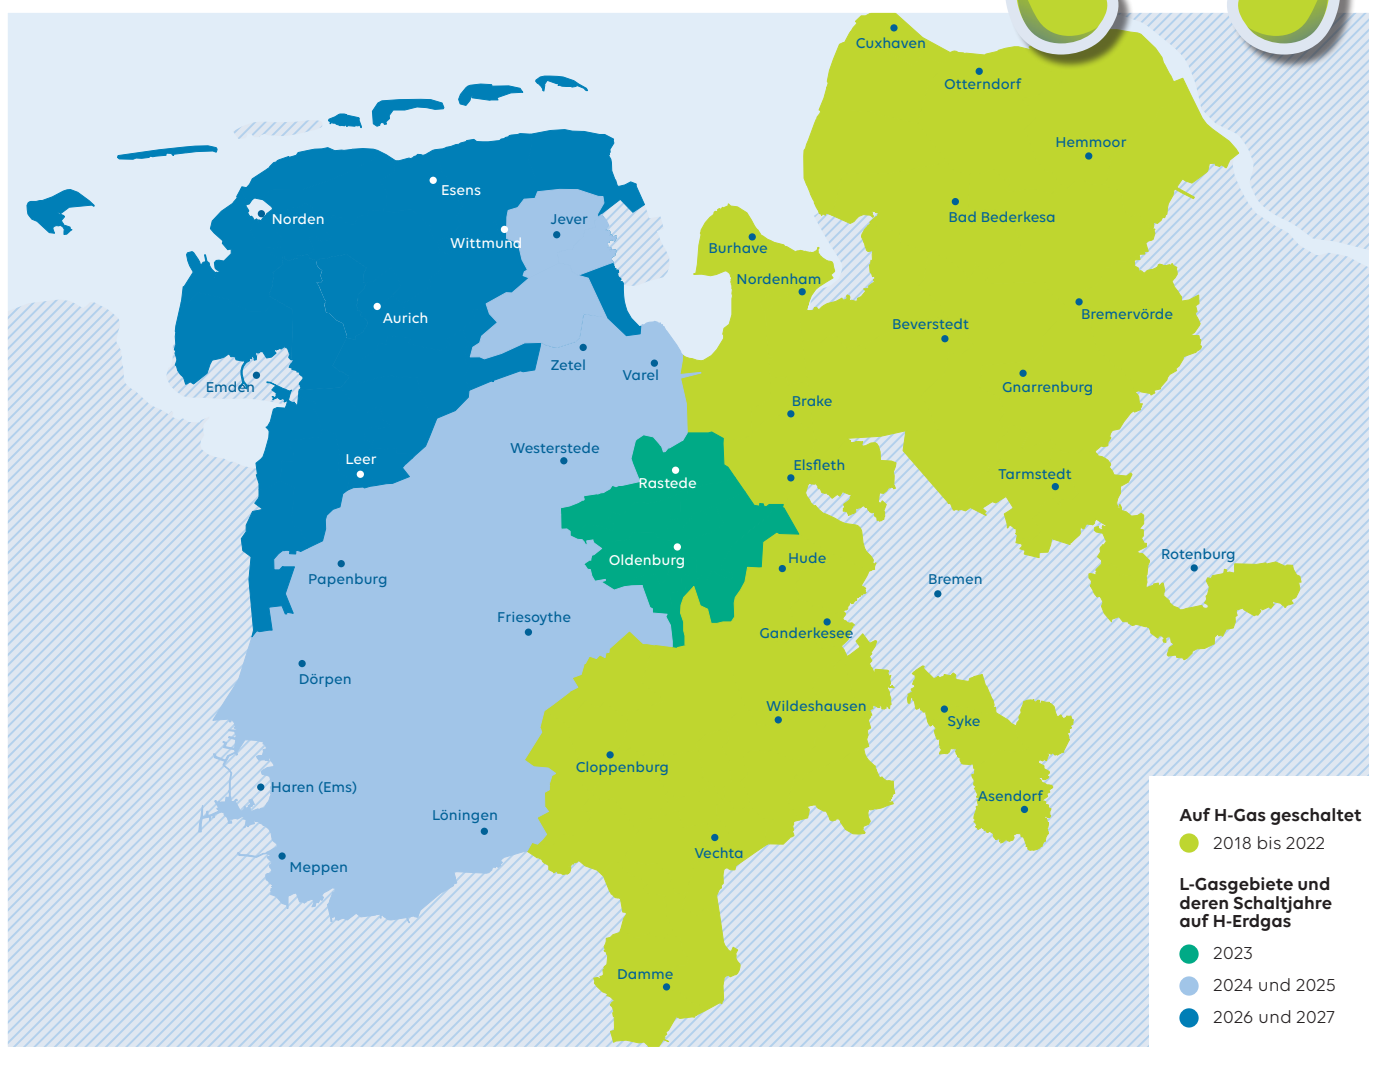 Cuxhaven
Otterndorf
Hemmoor
Esens
Norden
Jever
Wittmund
Bad Bederkesa
Burhave
Nordenham
Aurich
Bremervörde
Beverstedt
Zetel
Varel
Emden
Gnarrenburg
Brake
Westerstede
Leer
Elsfleth
Tarmstedt
Rastede
Rotenburg
Hude
Oldenburg
Papenburg
Bremen
Friesoythe
Ganderkesee
Dörpen
Wildeshausen
Syke
Cloppenburg
Haren (Ems)
Asendorf
Löningen
Vechta
Meppen
Damme
Auf H-Gas geschaltet
2018 bis 2022
L-Gasgebiete und
deren Schaltjahre
auf H-Erdgas
2023
2024 und 2025
2026 und 2027